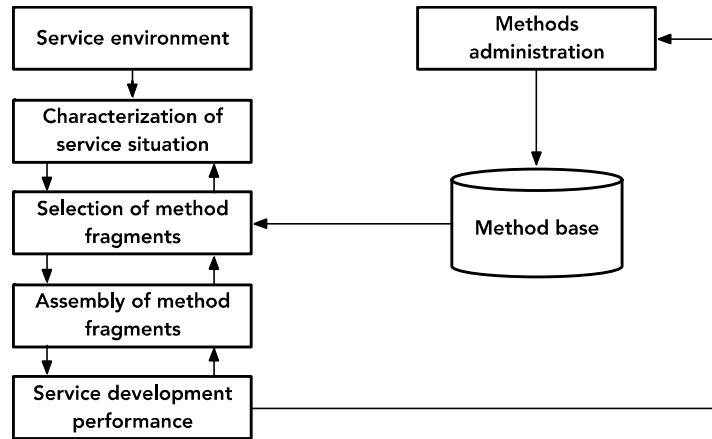 Service environment
Methods
administration
Characterization of
service situation
Selection of method
fragments
Method base
Assembly of method
fragments
Service development
performance